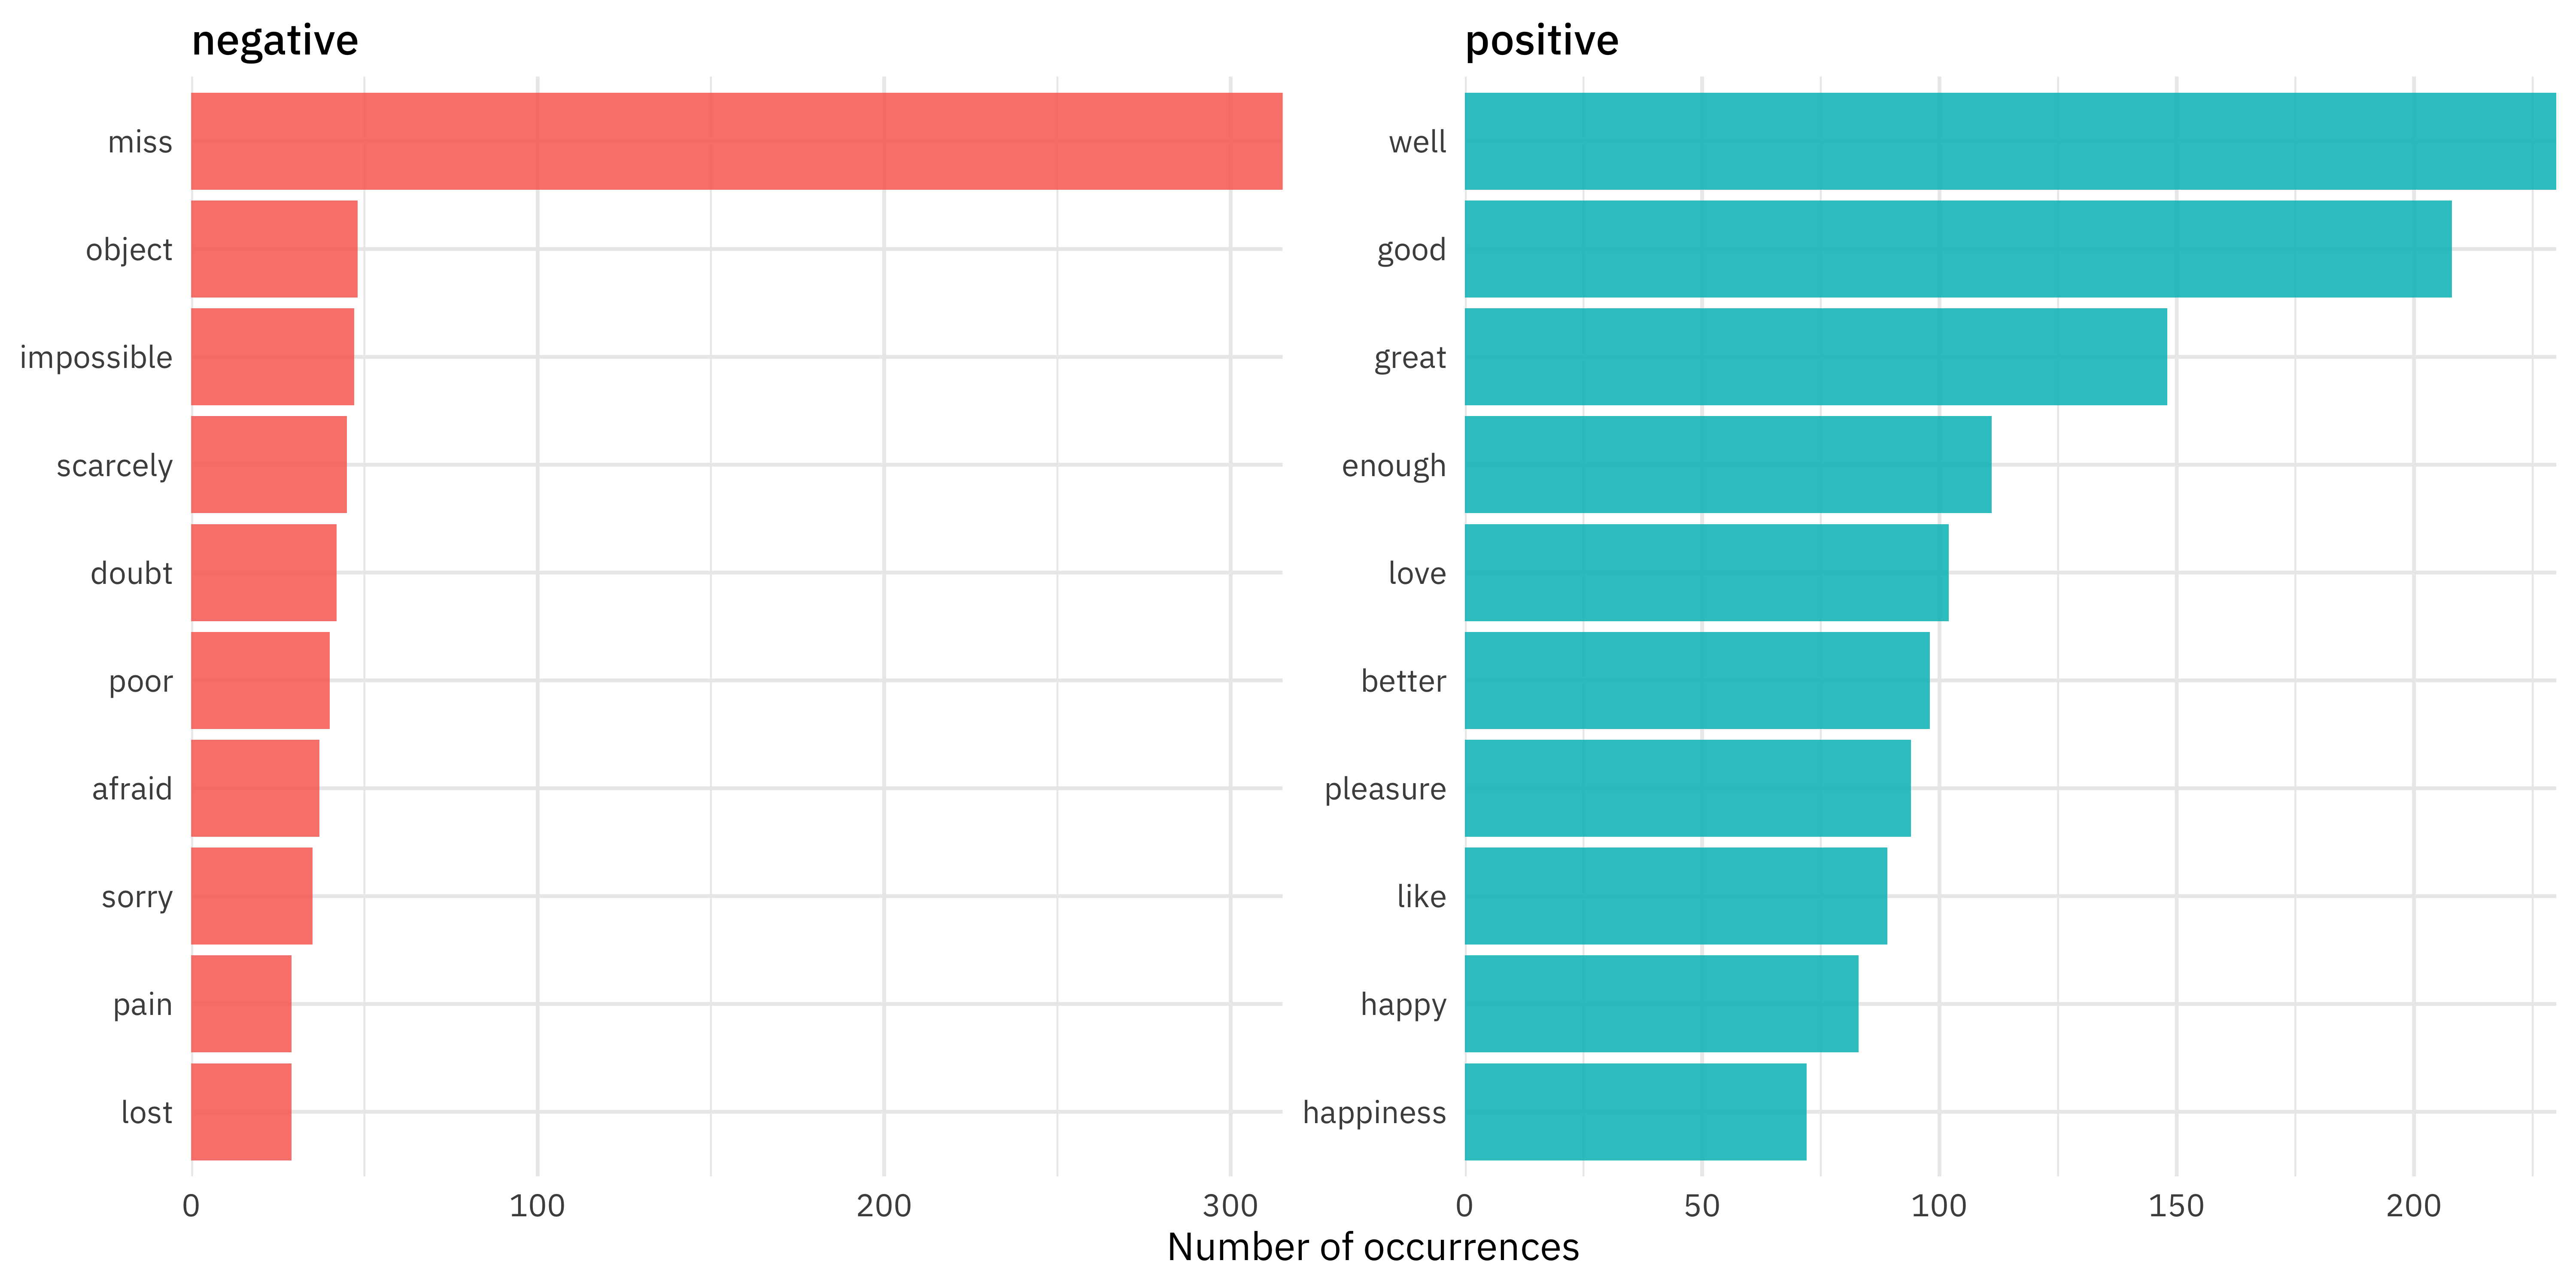 negative
miss
object
impossible
scarcely
doubt
poor
afraid
sorry
pain
lost
0 100 200 300
positive
well
good
great
enough
love
better
pleasure
like
happy
happiness
0 50 100 150 200
Number of occurrences